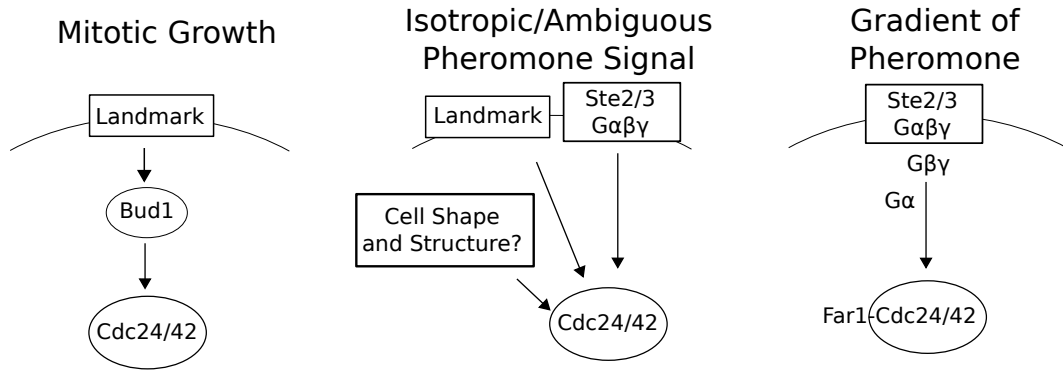 Mitotic Growth
Landmark
Bud1
Cdc24/42
Isotropic/Ambiguous
Pheromone Signal
Landmark
Ste2/3
Gαβγ
Cell Shape
and Structure?
Cdc24/42
Gradient of
Pheromone
Ste2/3
Gαβγ
Gβγ
Gα
Far1-Cdc24/42